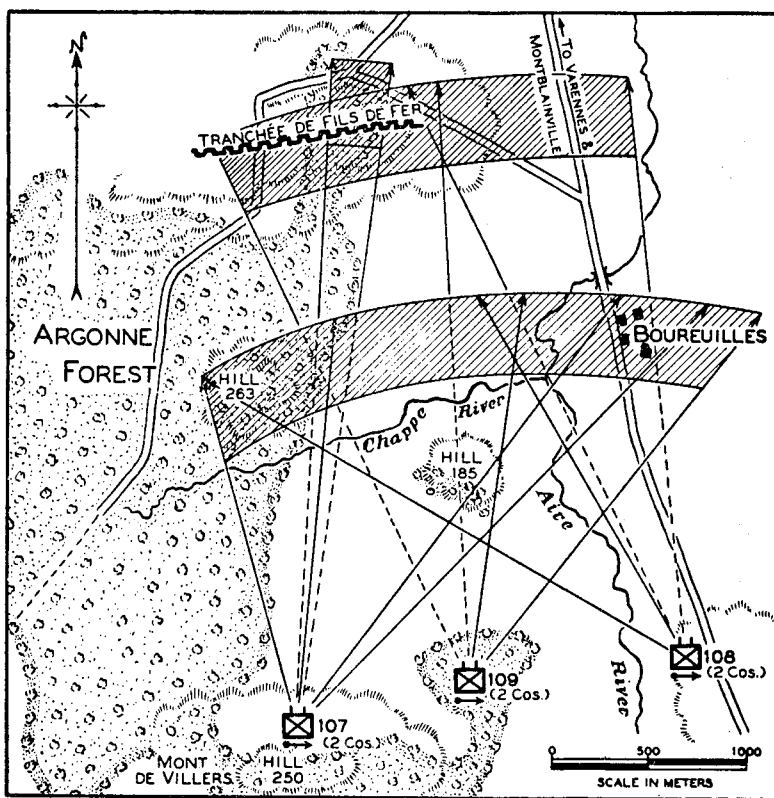 N
TO VARENNES &
MONTBLAINVILLE
TRANCHÉE DE FILS DE FER
ARGONNE
FOREST
BOUREUILLES
HILL
263
Chappe River
HILL
185
Aire
River
108
(2 COS.)
109
(2 COS.)
107
(2 COS.)
MONT
DE VILLERS
HILL
250
0 500 1000
SCALE IN METERS